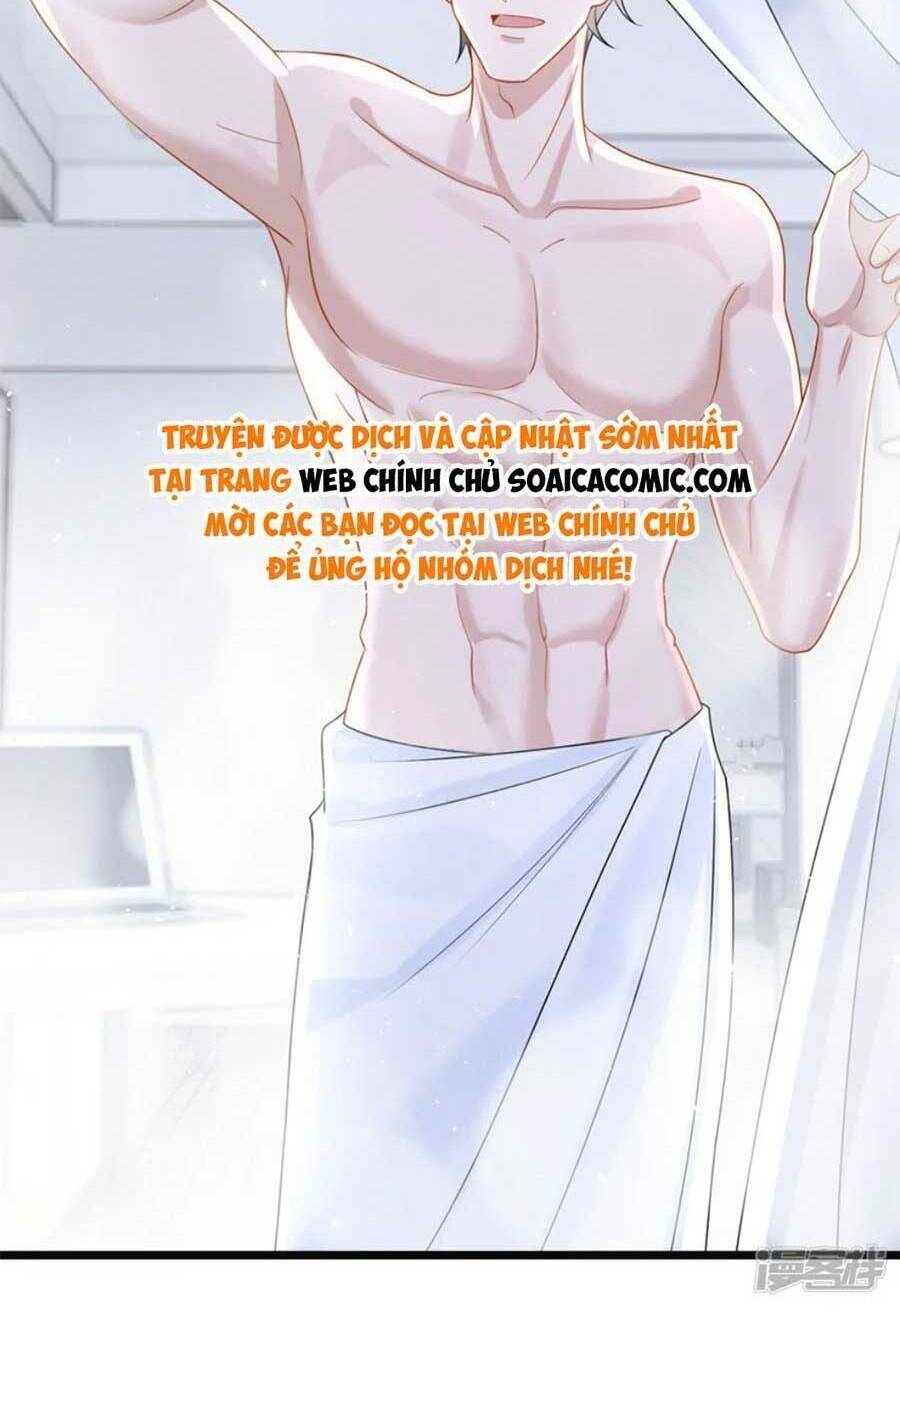 TRUYỆN ĐƯỢC DỊCH VÀ CẬP NHẬT SỚM NHẤT
TẠI TRANG WEB CHÍNH CHỦ SOAICACOMIC.COM
MỜI CÁC BẠN ĐỌC TẠI WEB CHÍNH CHỦ
ĐỂ ỦNG HỘ NHÓM DỊCH NHÉ!
漫客栈